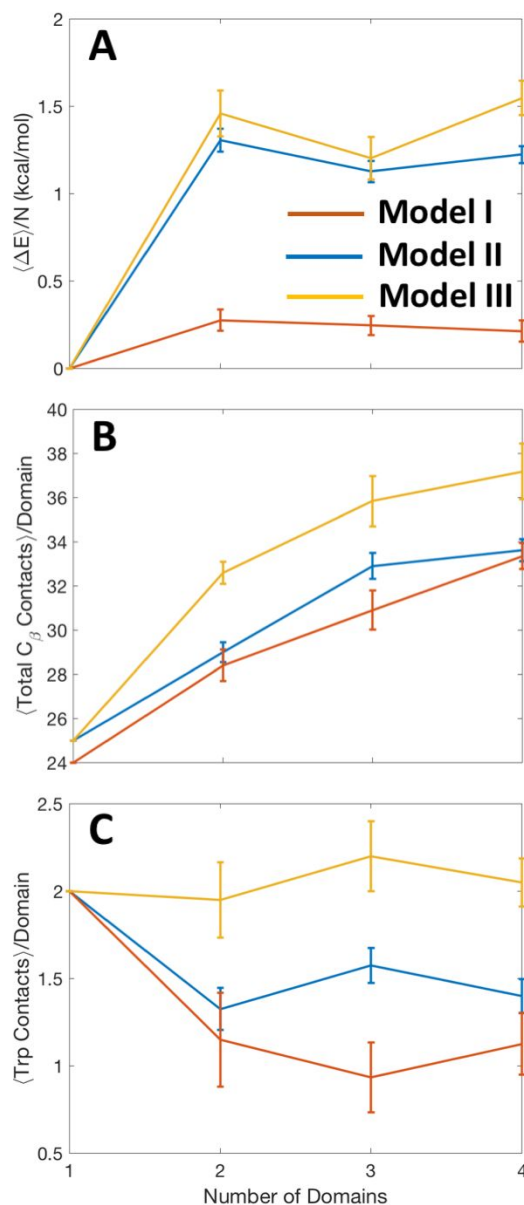 A
2
1.5
1
0.5
0
⟨ΔE⟩/N (kcal/mol)
Model I
Model II
Model III
B
40
38
36
34
32
30
28
26
24
⟨Total Cβ Contacts⟩/Domain
C
2.5
2
1.5
1
0.5
⟨Trp Contacts⟩/Domain
1 2 3 4
Number of Domains